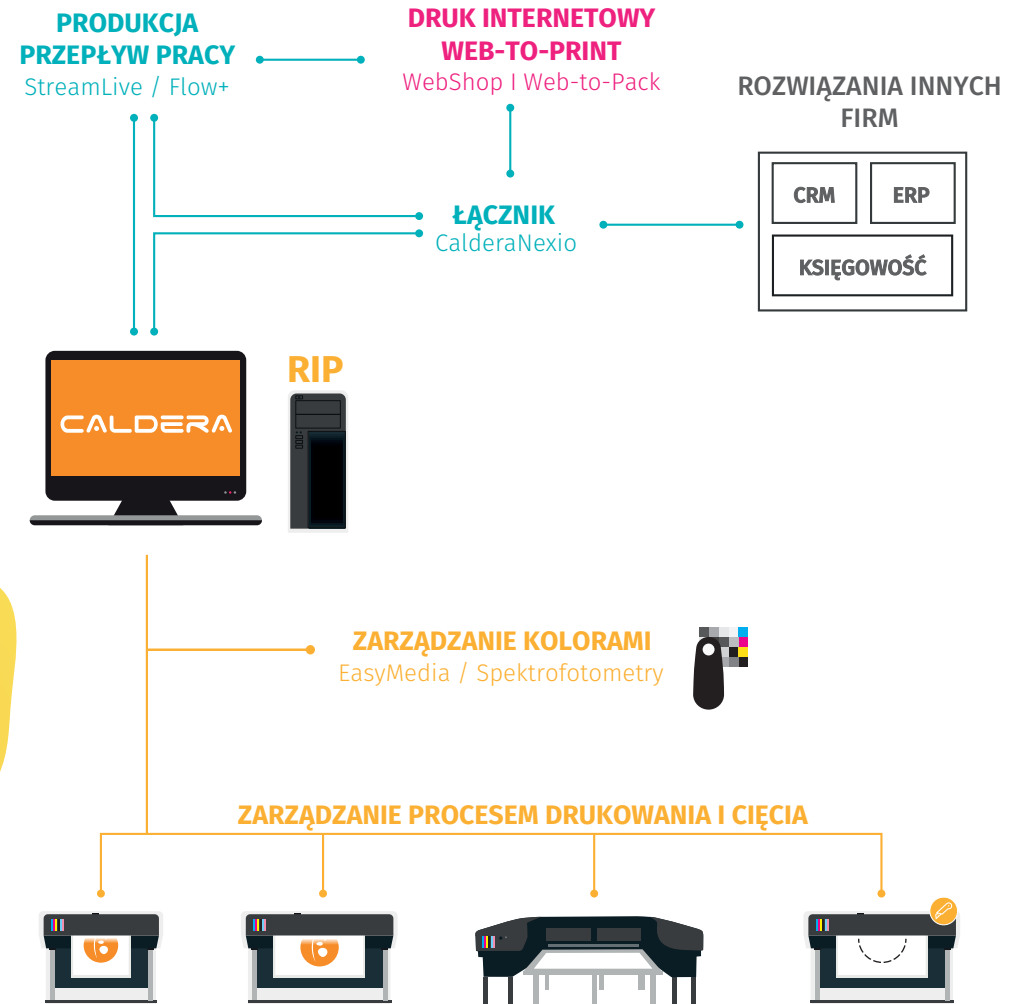 PRODUKCJA
PRZEPŁYW PRACY
StreamLive / Flow+
DRUK INTERNETOWY
WEB-TO-PRINT
WebShop I Web-to-Pack
ROZWIĄZANIA INNYCH
FIRM
CRM
ERP
KSIĘGOWOŚĆ
ŁĄCZNIK
CalderaNexio
CALDERA
RIP
ZARZĄDZANIE KOLORAMI
EasyMedia / Spektrofotometry
ZARZĄDZANIE PROCESEM DRUKOWANIA I CIĘCIA